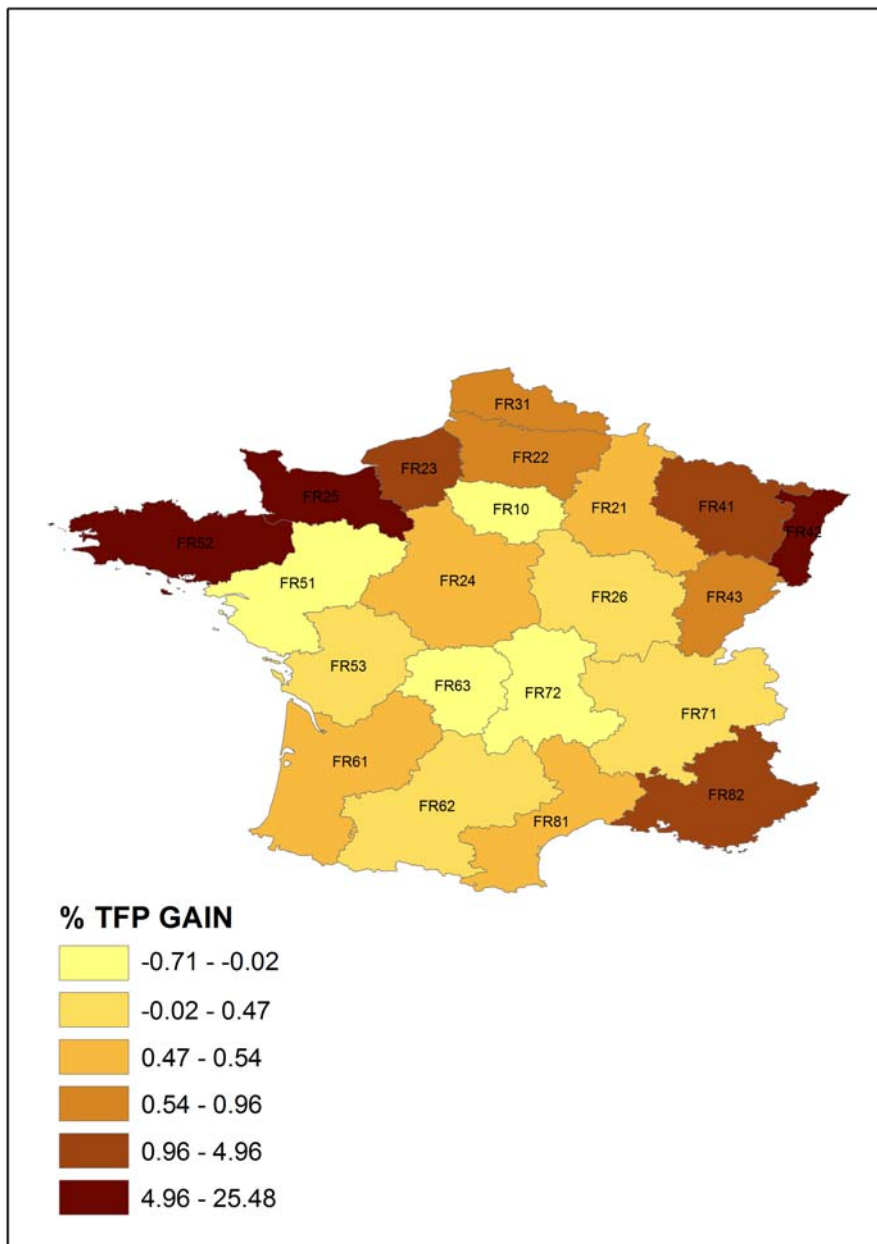 FR31
FR22
FR23
FR25
FR10
FR21
FR41
FR42
FR52
FR51
FR24
FR26
FR43
FR53
FR63
FR72
FR71
FR61
FR62
FR81
FR82
% TFP GAIN
-0.71 - -0.02
-0.02 - 0.47
0.47 - 0.54
0.54 - 0.96
0.96 - 4.96
4.96 - 25.48